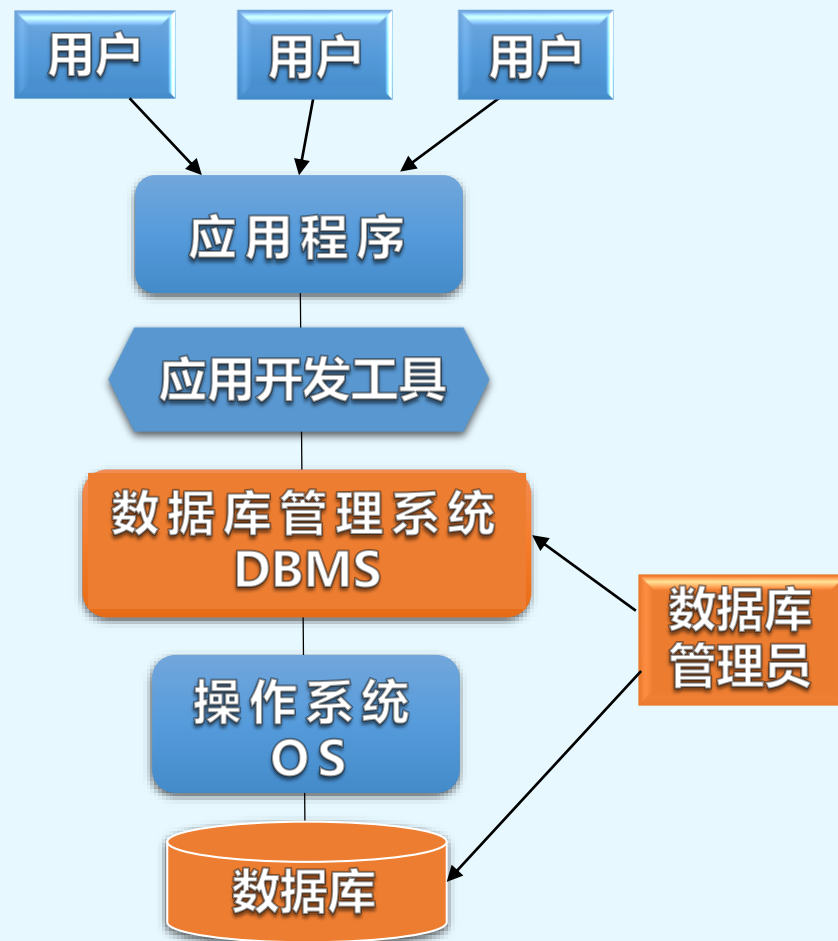 用户
用户
用户
应用程序
应用开发工具
数据库管理系统
DBMS
数据库
管理员
操作系统
OS
数据库